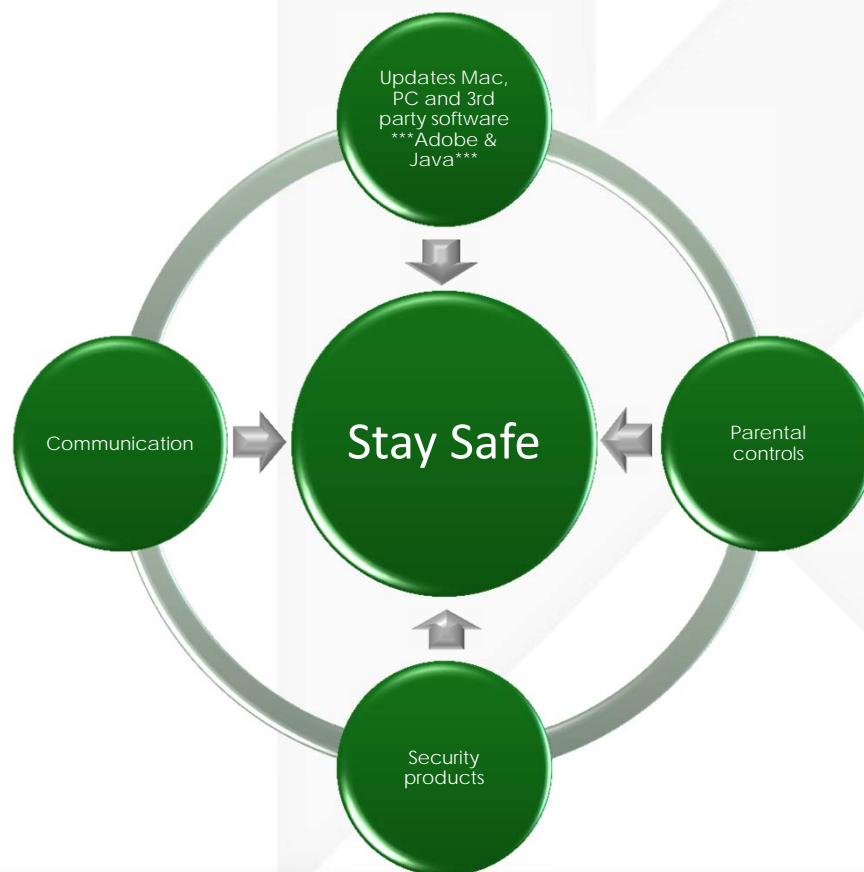 Updates Mac,
PC and 3rd
party software
***Adobe &
Java***
Communication
Stay Safe
Parental
controls
Security
products